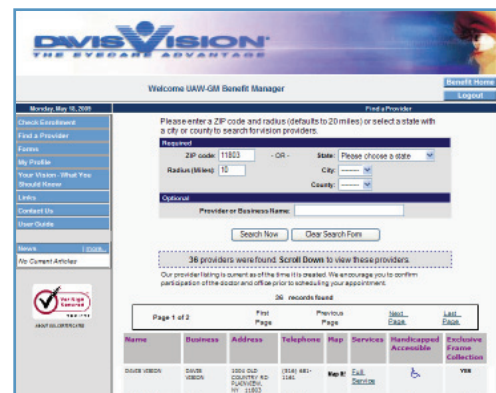 DAVIS VISION
THE EYECARE ADVANTAGE
Welcome UAW-GM Benefit Manager
Benefit Home
Logout
Monday, May 18, 2009
Find a Provider
Check Enrollment
Find a Provider
Forms
My Profile
Your Vision - What You
Should Know
Links
Contact Us
User Guide
News [ more..
No Current Articles
VeriSign
Secured
ABOUT SSL CERTIFICATES
Please enter a ZIP code and radius (defaults to 20 miles) or select a state with
a city or county to search for vision providers.
Required
ZIP code: 11803 - OR - State: Please choose a state
Radius (Miles): 10 City: -------
County: -------
Optional
Provider or Business Name:
Search Now Clear Search Form
36 providers were found. Scroll Down to view these providers.
Our provider listing is current as of the time it is created. We encourage you to confirm
participation of the doctor and office prior to scheduling your appointment.
36 records found
Page 1 of 2 First Page Previous Page Next Page Last Page
Name Business Address Telephone Map Services Handicapped Accessible Exclusive Frame Collection
DAVIS VISION DAVIS VISION 1004 OLD COUNTRY RD PLAINVIEW, NY 11803 (516) 681- Map It! Full Service YES